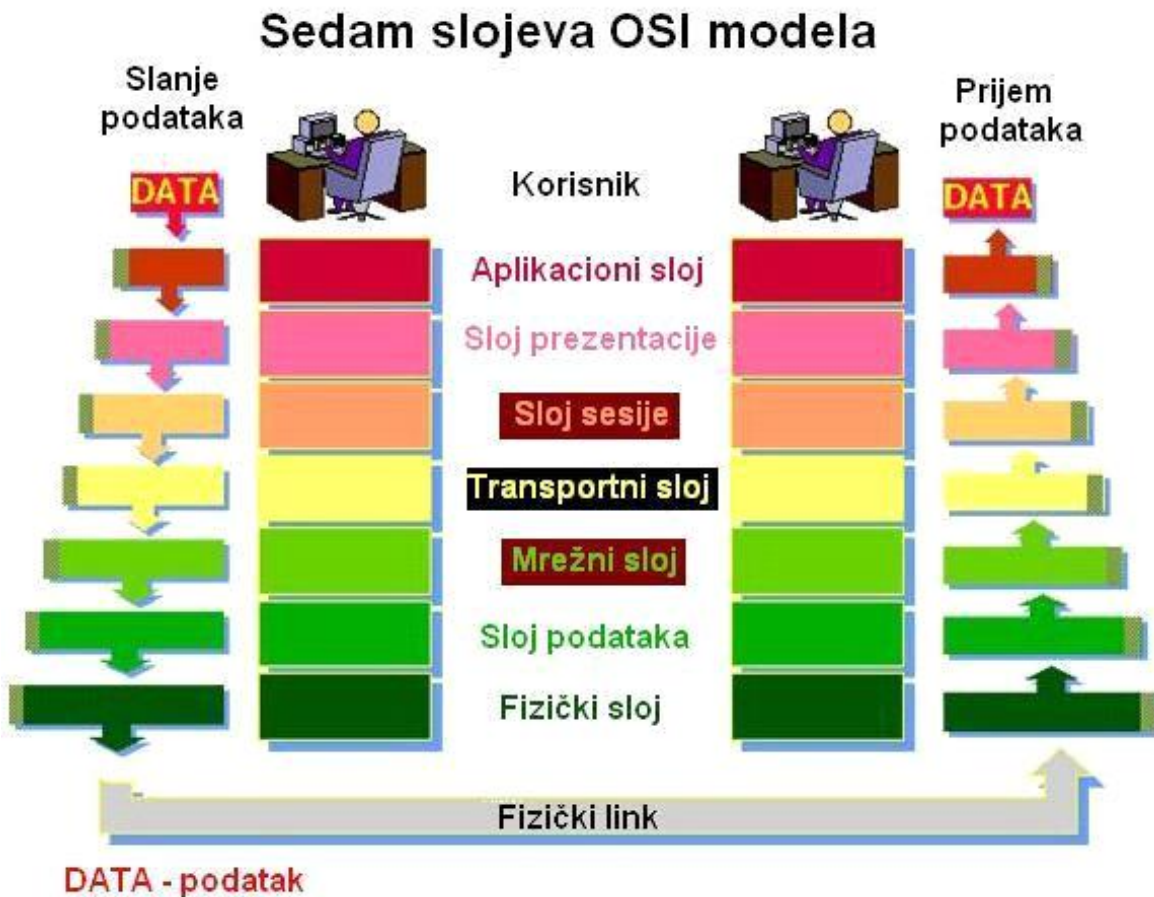 Sedam slojeva OSI modela
Slanje
podataka
Prijem
podataka
DATA
Korisnik
DATA
Aplikacioni sloj
Sloj prezentacije
Sloj sesije
Transportni sloj
Mrežni sloj
Sloj podataka
Fizički sloj
Fizički link
DATA - podatak